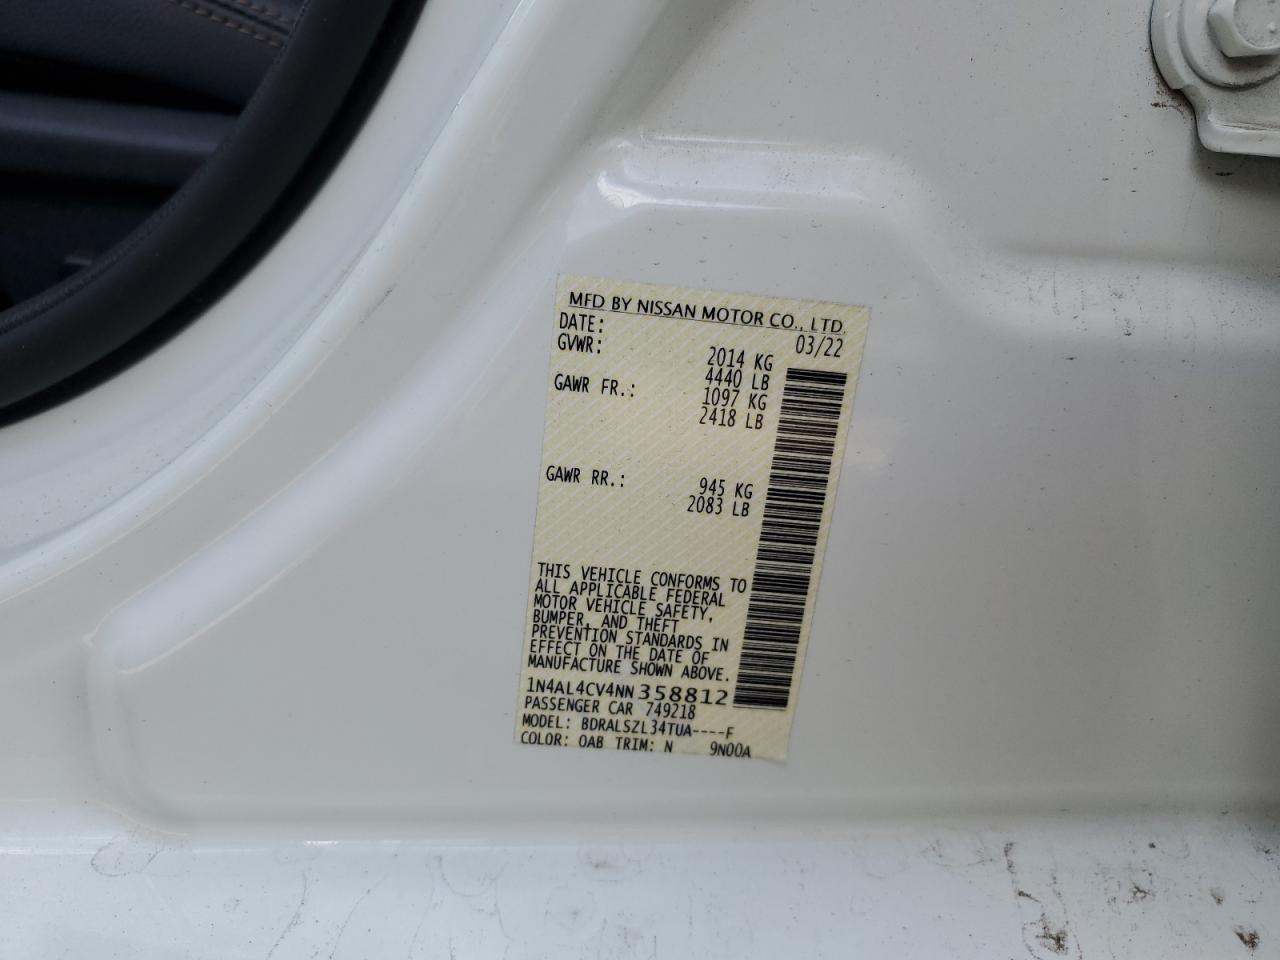 MFD BY NISSAN MOTOR CO., LTD.
DATE: 03/22
GVWR: 2014 KG
4440 LB
GAWR FR.: 1097 KG
2418 LB
GAWR RR.: 945 KG
2083 LB
THIS VEHICLE CONFORMS TO
ALL APPLICABLE FEDERAL
MOTOR VEHICLE SAFETY,
BUMPER, AND THEFT
PREVENTION STANDARDS IN
EFFECT ON THE DATE OF
MANUFACTURE SHOWN ABOVE.
1N4AL4CV4NN358812
PASSENGER CAR 749218
MODEL: BDRALSZL34TUA----F
COLOR: QAB TRIM: N 9N00A